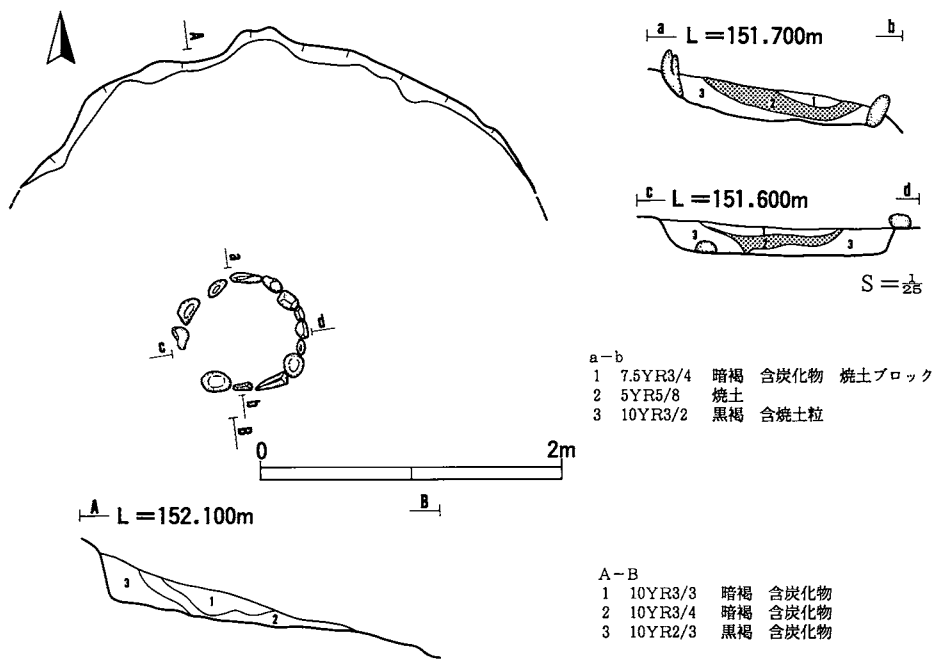 A
a L=151.700m b
3 2 1
c L=151.600m d
3 1 2 3
S=1/25
a
d
c
b
B
a-b
1 7.5YR3/4 暗褐 含炭化物 焼土ブロック
2 5YR5/8 焼土
3 10YR3/2 黒褐 含焼土粒
0 2m
A L=152.100m B
3 1 2
A-B
1 10YR3/3 暗褐 含炭化物
2 10YR3/4 暗褐 含炭化物
3 10YR2/3 黒褐 含炭化物